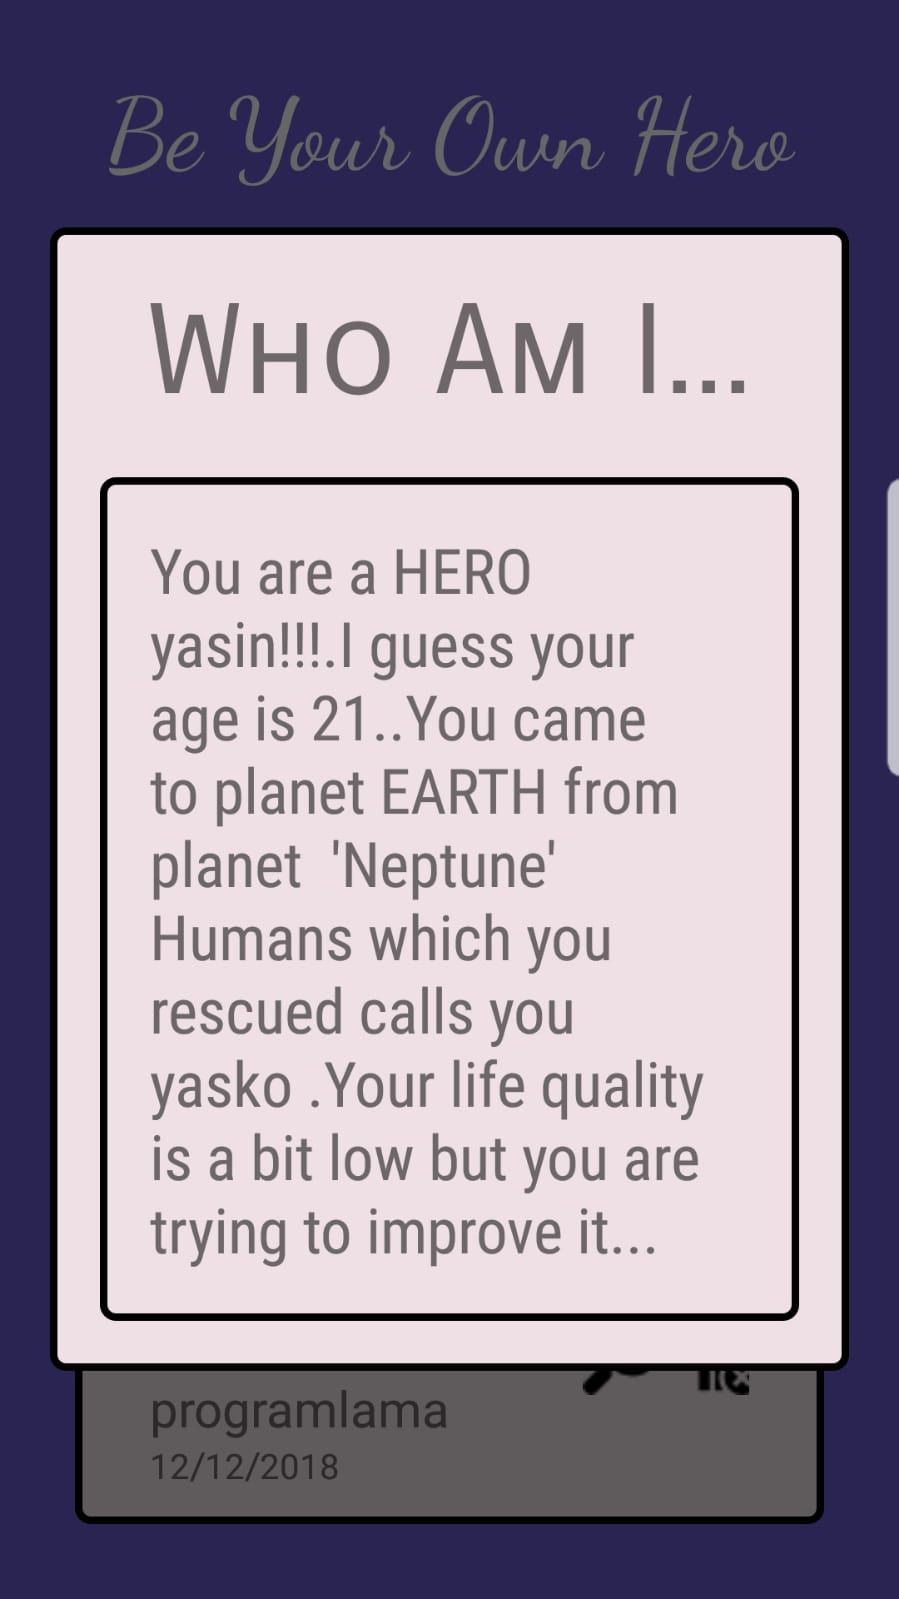 Be Your Own Hero
Who Am I...
You are a HERO
yasin!!!.I guess your
age is 21..You came
to planet EARTH from
planet  'Neptune'
Humans which you
rescued calls you
yasko .Your life quality
is a bit low but you are
trying to improve it...
programlama
12/12/2018